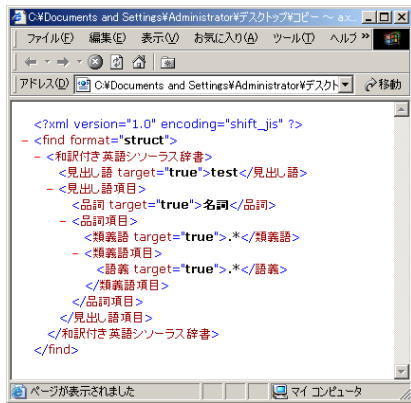 C:¥Documents and Settings¥Administrator¥デスクトップ¥コピー ～ ax...
ファイル(F) 編集(E) 表示(V) お気に入り(A) ツール(T) ヘルプ »
アドレス(D) C:¥Documents and Settings¥Administrator¥デスクト 移動
<?xml version="1.0" encoding="shift_jis" ?>
- <find format="struct">
- <和訳付き英語シソーラス辞書>
<見出し語 target="true">test</見出し語>
- <見出し語項目>
<品詞 target="true">名詞</品詞>
- <品詞項目>
<類義語 target="true">.*</類義語>
- <類義語項目>
<語義 target="true">.*</語義>
</類義語項目>
</品詞項目>
</見出し語項目>
</和訳付き英語シソーラス辞書>
</find>
ページが表示されました マイ コンピュータ